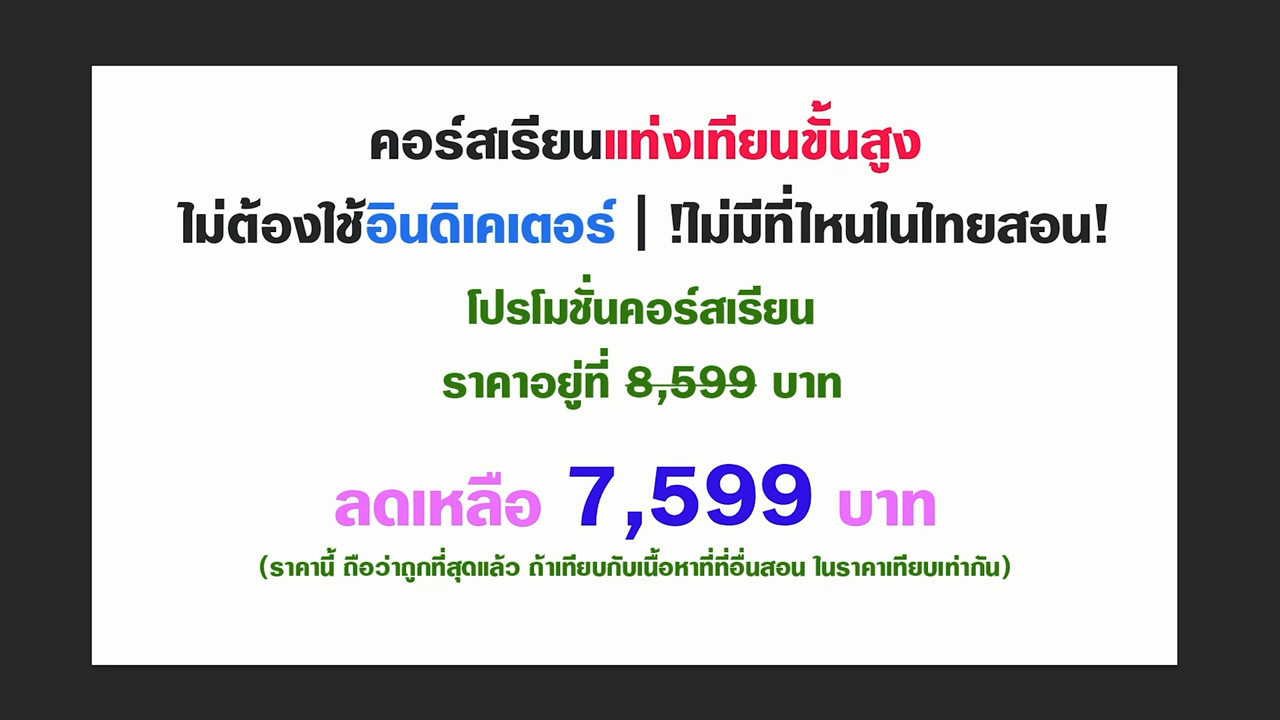 คอร์สเรียนแท่งเทียนขั้นสูง
ไม่ต้องใช้อินดิเคเตอร์ | !ไม่มีที่ไหนในไทยสอน!
โปรโมชั่นคอร์สเรียน
ราคาอยู่ที่ 8,599 บาท
ลดเหลือ 7,599 บาท
(ราคานี้ ถือว่าถูกที่สุดแล้ว ถ้าเทียบกับเนื้อหาที่ที่อื่นสอน ในราคาเทียบเท่ากัน)